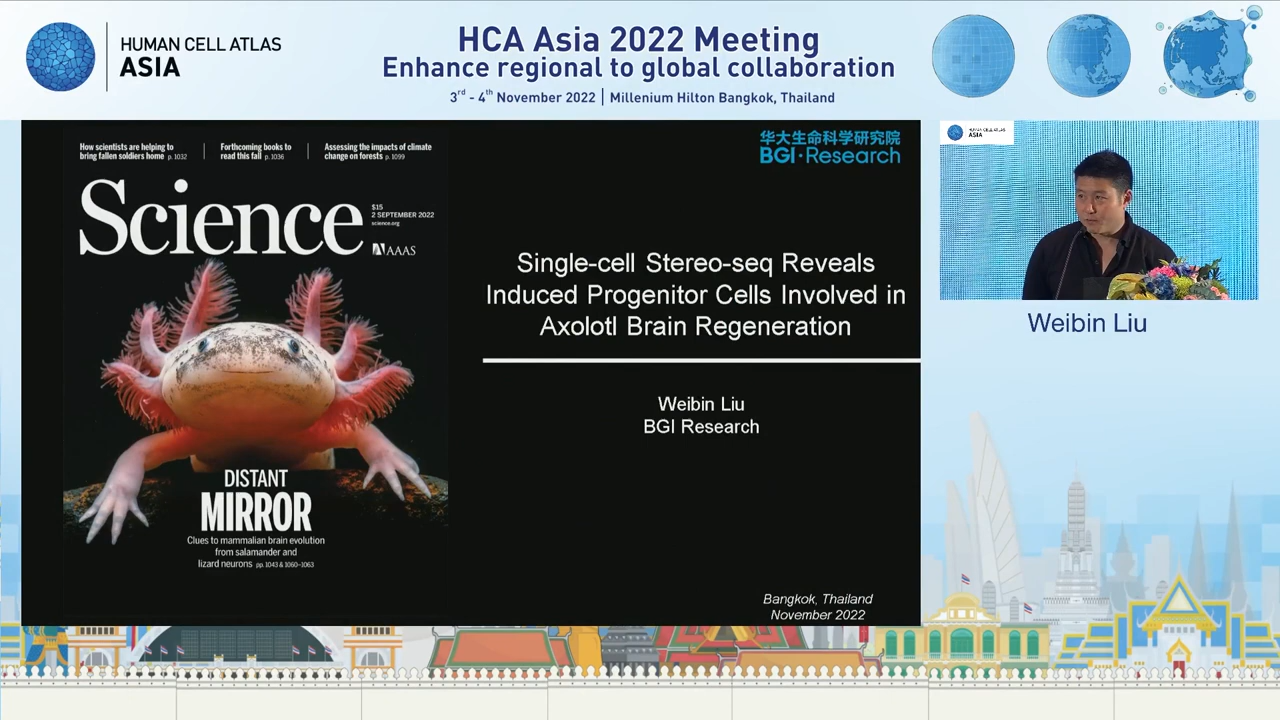 HUMAN CELL ATLAS
ASIA
HCA Asia 2022 Meeting
Enhance regional to global collaboration
3rd - 4th November 2022 | Millenium Hilton Bangkok, Thailand
How scientists are helping to
bring fallen soldiers home p. 1032
Forthcoming books to
read this fall p. 1036
Assessing the impacts of climate
change on forests p. 1099
Science
$15
2 SEPTEMBER 2022
science.org
AAAS
DISTANT
MIRROR
Clues to mammalian brain evolution
from salamander and
lizard neurons pp. 1043 & 1060–1063
华大生命科学研究院
BGI·Research
Single-cell Stereo-seq Reveals
Induced Progenitor Cells Involved in
Axolotl Brain Regeneration
Weibin Liu
BGI Research
Bangkok, Thailand
November 2022
HUMAN CELL ATLAS
ASIA
Weibin Liu